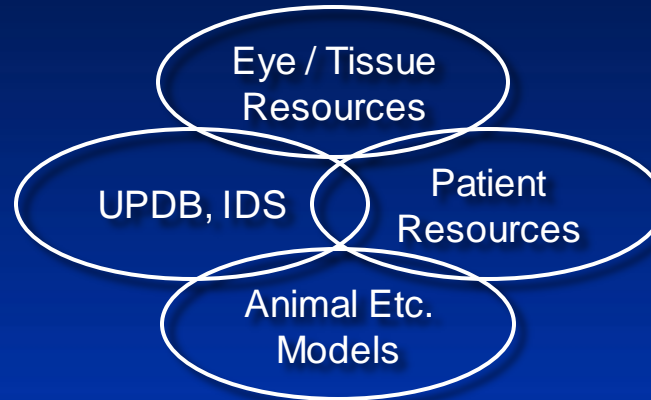 Eye / Tissue
Resources
UPDB, IDS
Patient
Resources
Animal Etc.
Models